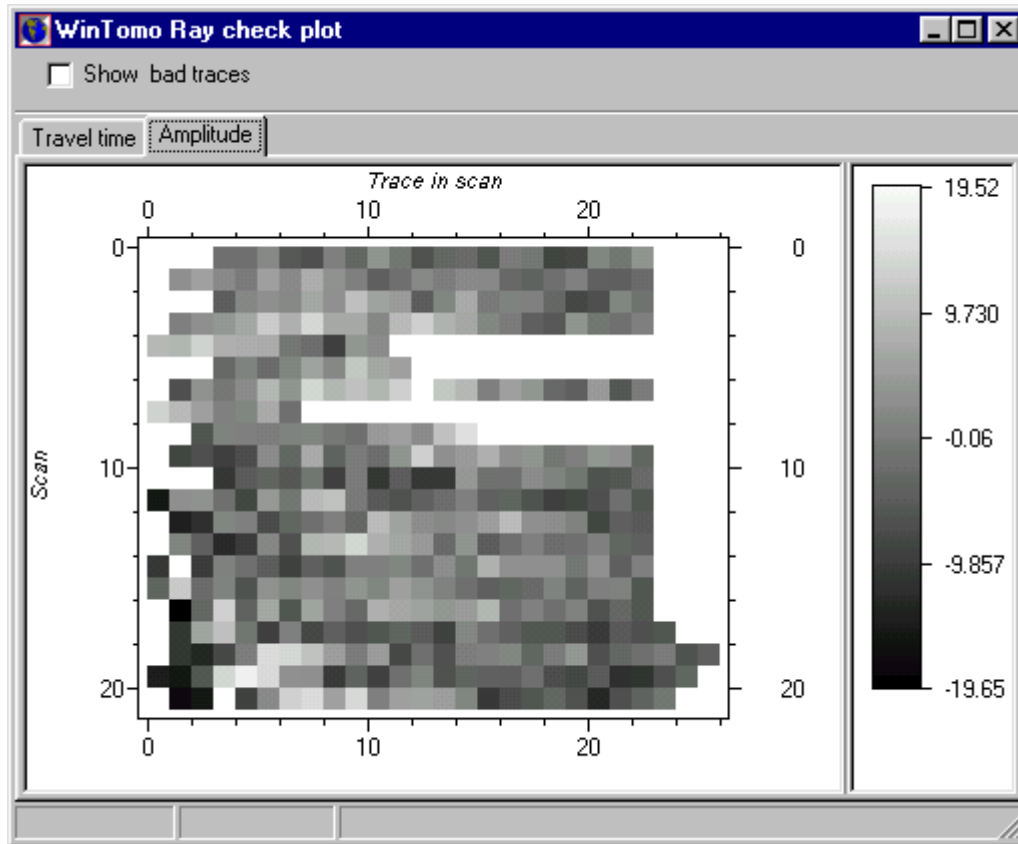 WinTomo Ray check plot
Show bad traces
Travel time Amplitude
Trace in scan
0 10 20
0 0
10 10
20 20
Scan
0 10 20
19.52
9.730
-0.06
-9.857
-19.65